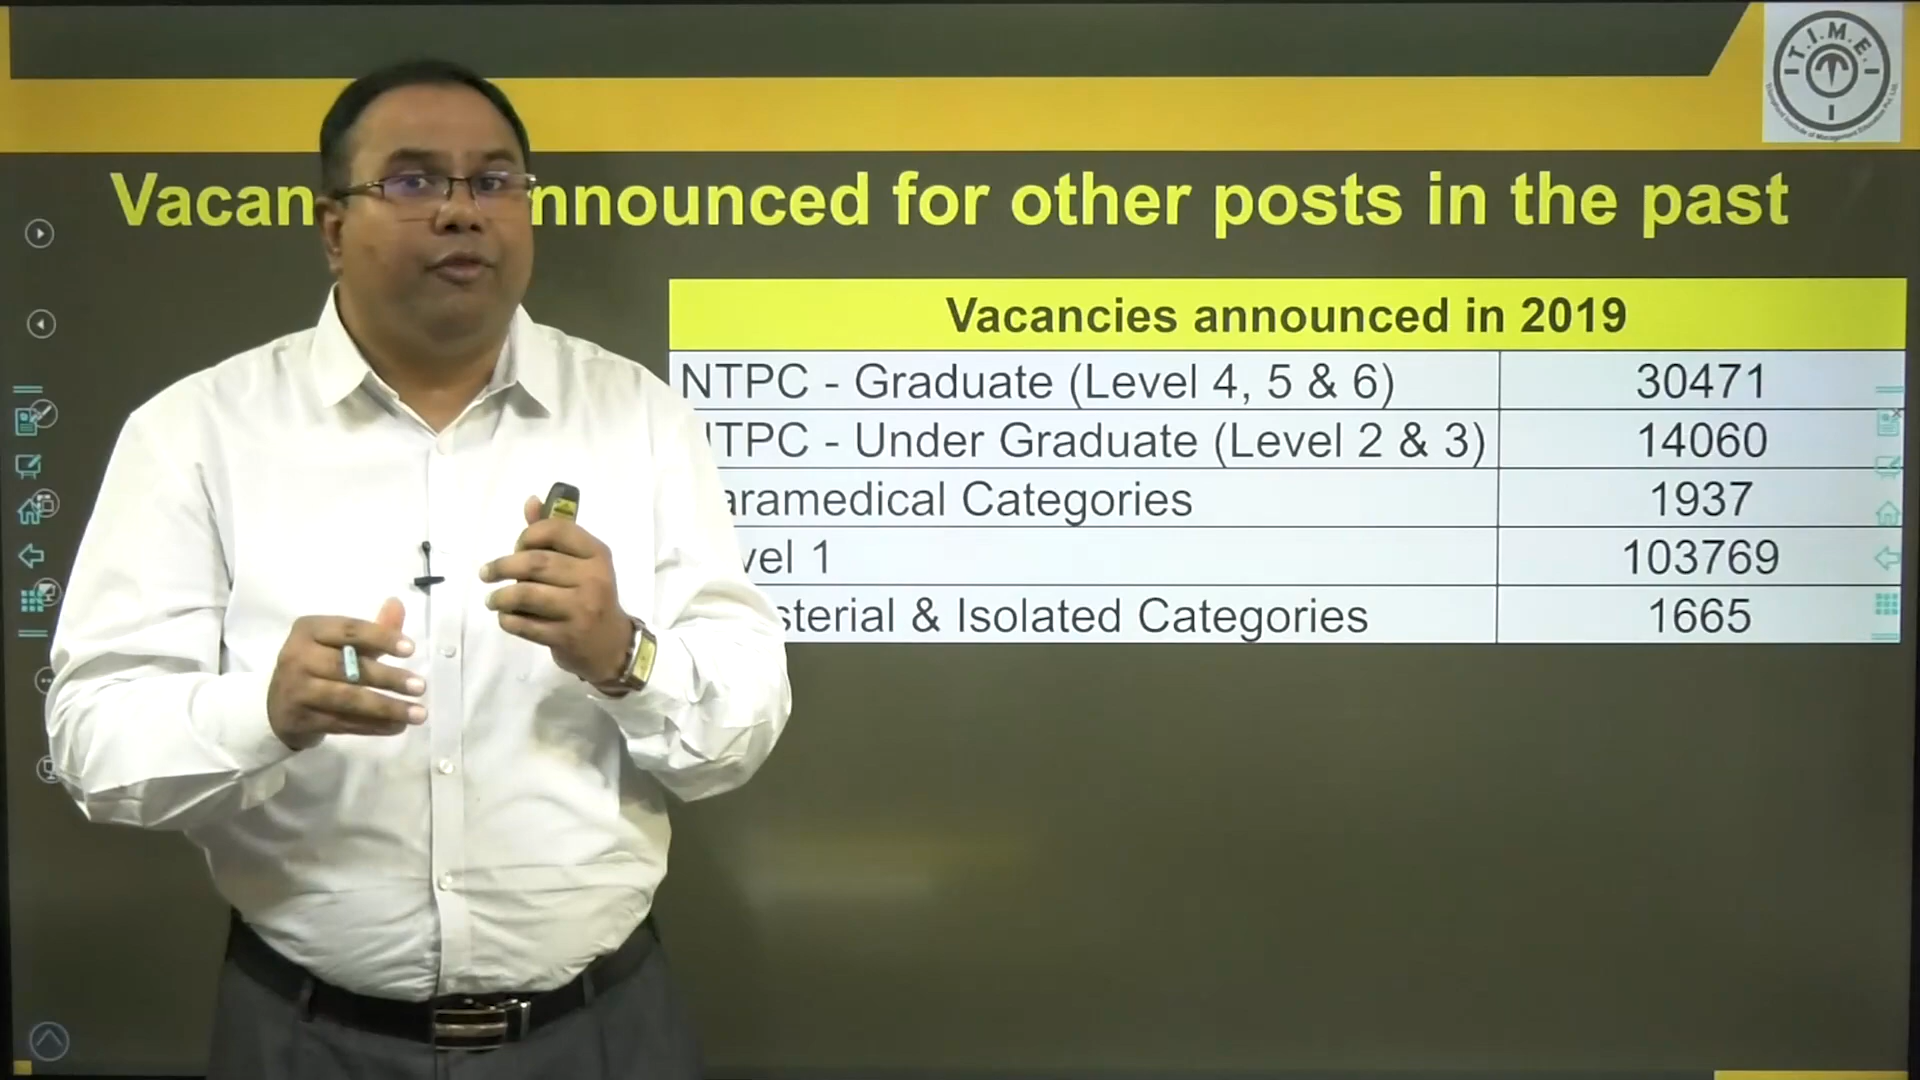 T.I.M.E.
Vacan nnounced for other posts in the past
Vacancies announced in 2019
NTPC - Graduate (Level 4, 5 & 6) 30471
TPC - Under Graduate (Level 2 & 3) 14060
aramedical Categories 1937
vel 1 103769
sterial & Isolated Categories 1665